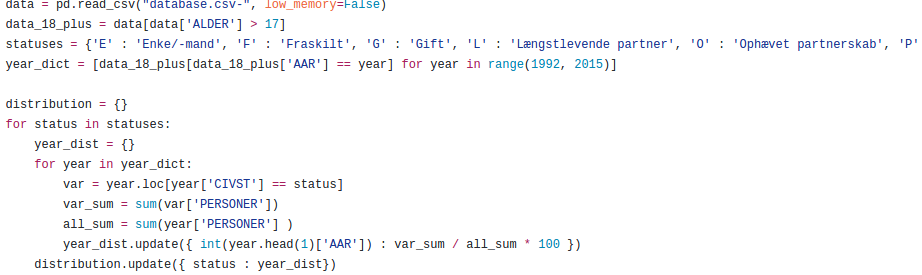 data = pd.read_csv("database.csv-", low_memory=False)
data_18_plus = data[data['ALDER'] > 17]
statuses = {'E' : 'Enke/-mand', 'F' : 'Fraskilt', 'G' : 'Gift', 'L' : 'Længstlevende partner', 'O' : 'Ophævet partnerskab', 'P'
year_dict = [data_18_plus[data_18_plus['AAR'] == year] for year in range(1992, 2015)]
distribution = {}
for status in statuses:
    year_dist = {}
    for year in year_dict:
        var = year.loc[year['CIVST'] == status]
        var_sum = sum(var['PERSONER'])
        all_sum = sum(year['PERSONER'] )
        year_dist.update({ int(year.head(1)['AAR']) : var_sum / all_sum * 100 })
    distribution.update({ status : year_dist})